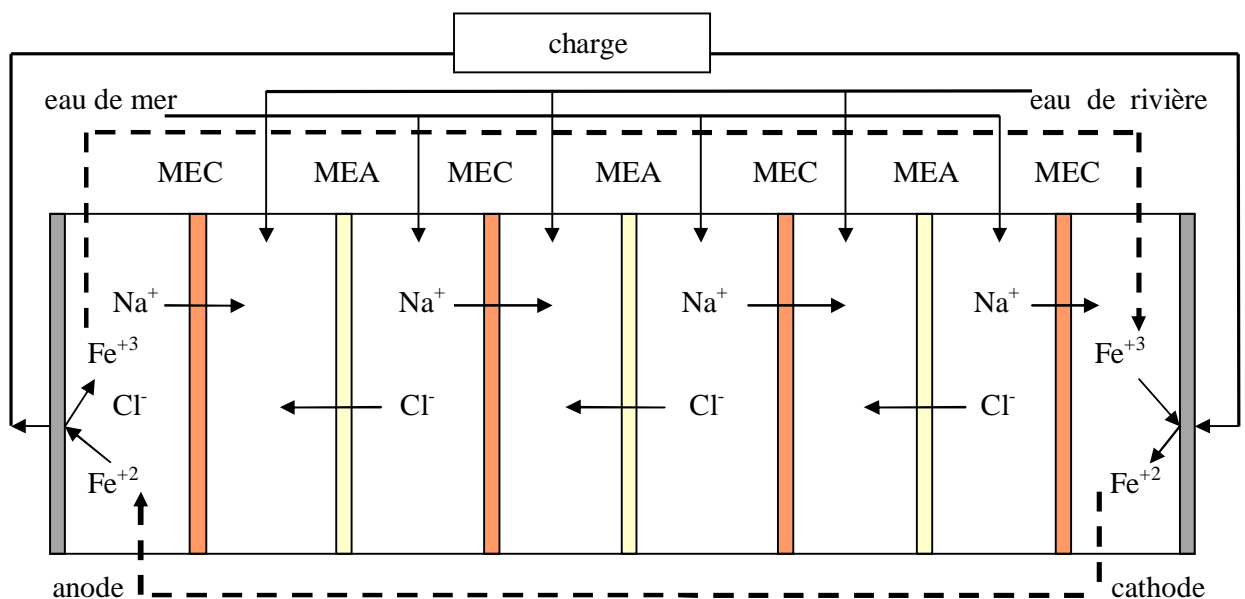 charge
eau de mer
eau de rivière
MEC MEA MEC MEA MEC MEA MEC
Na⁺ Na⁺ Na⁺ Na⁺
Fe⁺³ Fe⁺³
Cl⁻ Cl⁻ Cl⁻ Cl⁻
Fe⁺² Fe⁺²
anode cathode